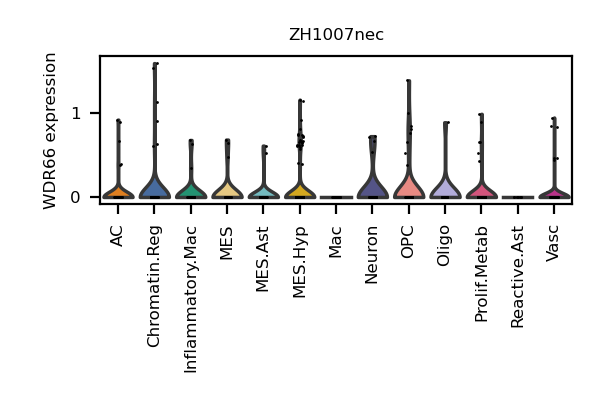 ZH1007nec
WDR66 expression
1
0
AC
Chromatin.Reg
Inflammatory.Mac
MES
MES.Ast
MES.Hyp
Mac
Neuron
OPC
Oligo
Prolif.Metab
Reactive.Ast
Vasc